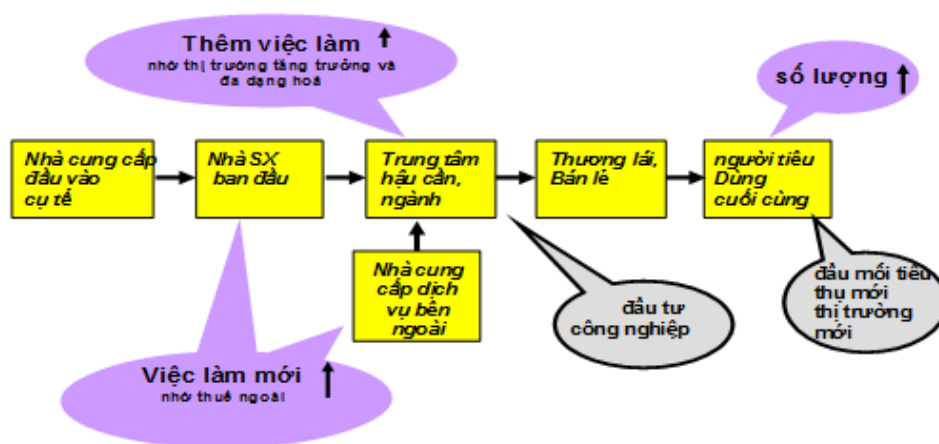 Thêm việc làm
nhờ thị trường tăng trưởng và
đa dạng hoá
số lượng
Nhà cung cấp
đầu vào
cụ tể
Nhà SX
ban đầu
Trung tâm
hậu cần,
ngành
Thương lái,
Bán lẻ
người tiêu
Dùng
cuối cùng
Nhà cung
cấp dịch
vụ bên
ngoài
đầu tư
công nghiệp
đầu mối tiêu
thụ mới
thị trường
mới
Việc làm mới
nhờ thuê ngoài